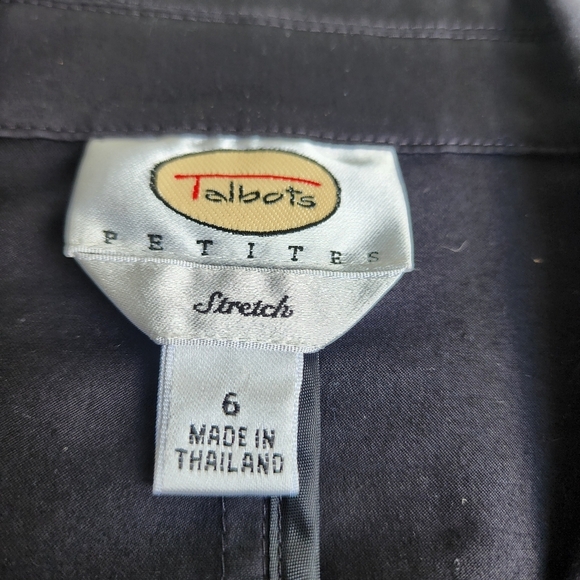 Talbots
PETITES
Stretch
6
MADE IN
THAILAND